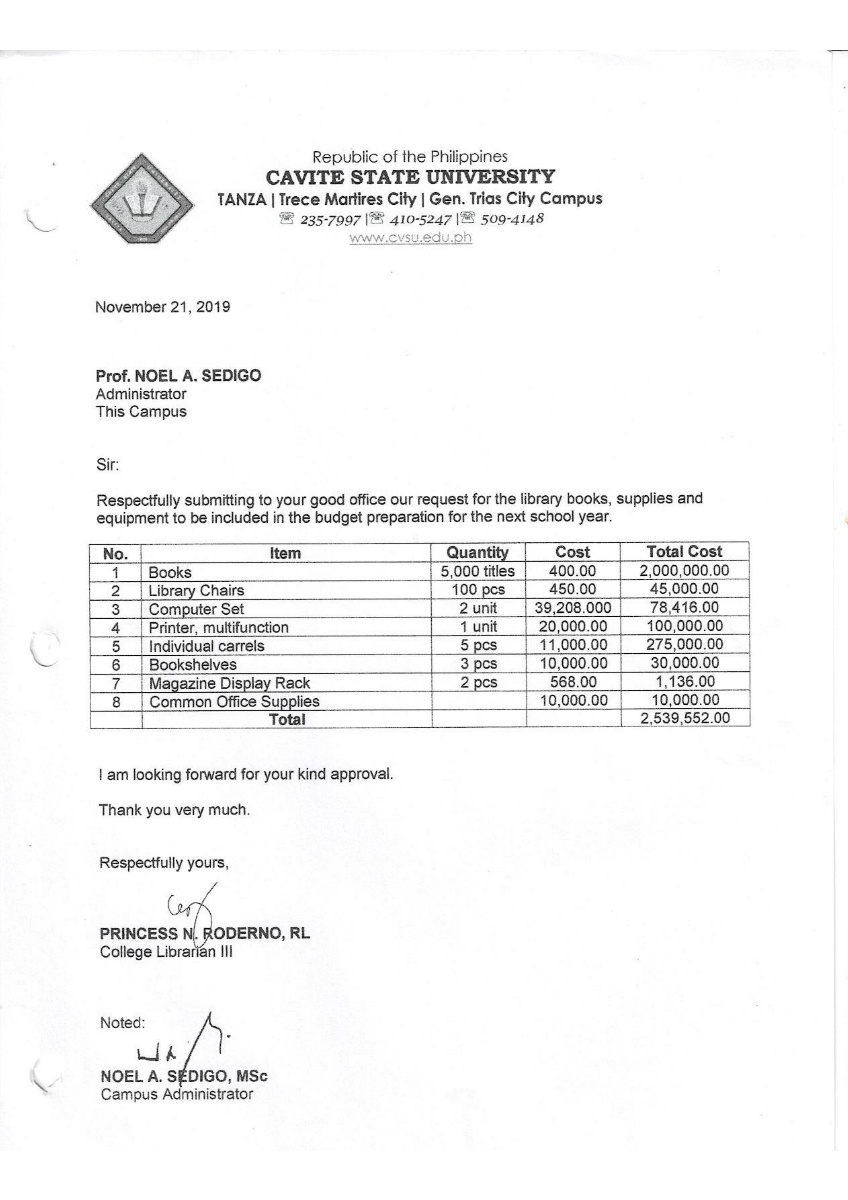 Republic of the Philippines
CAVITE STATE UNIVERSITY
TANZA | Trece Martires City | Gen. Trias City Campus
☏ 235-7997 |☏ 410-5247 |☏ 509-4148
www.cvsu.edu.ph
November 21, 2019
Prof. NOEL A. SEDIGO
Administrator
This Campus
Sir:
Respectfully submitting to your good office our request for the library books, supplies and
equipment to be included in the budget preparation for the next school year.
No. Item Quantity Cost Total Cost
1 Books 5,000 titles 400.00 2,000,000.00
2 Library Chairs 100 pcs 450.00 45,000.00
3 Computer Set 2 unit 39,208.000 78,416.00
4 Printer, multifunction 1 unit 20,000.00 100,000.00
5 Individual carrels 5 pcs 11,000.00 275,000.00
6 Bookshelves 3 pcs 10,000.00 30,000.00
7 Magazine Display Rack 2 pcs 568.00 1,136.00
8 Common Office Supplies 10,000.00 10,000.00
Total 2,539,552.00
I am looking forward for your kind approval.
Thank you very much.
Respectfully yours,
PRINCESS N. RODERNO, RL
College Librarian III
Noted:
NOEL A. SEDIGO, MSc
Campus Administrator